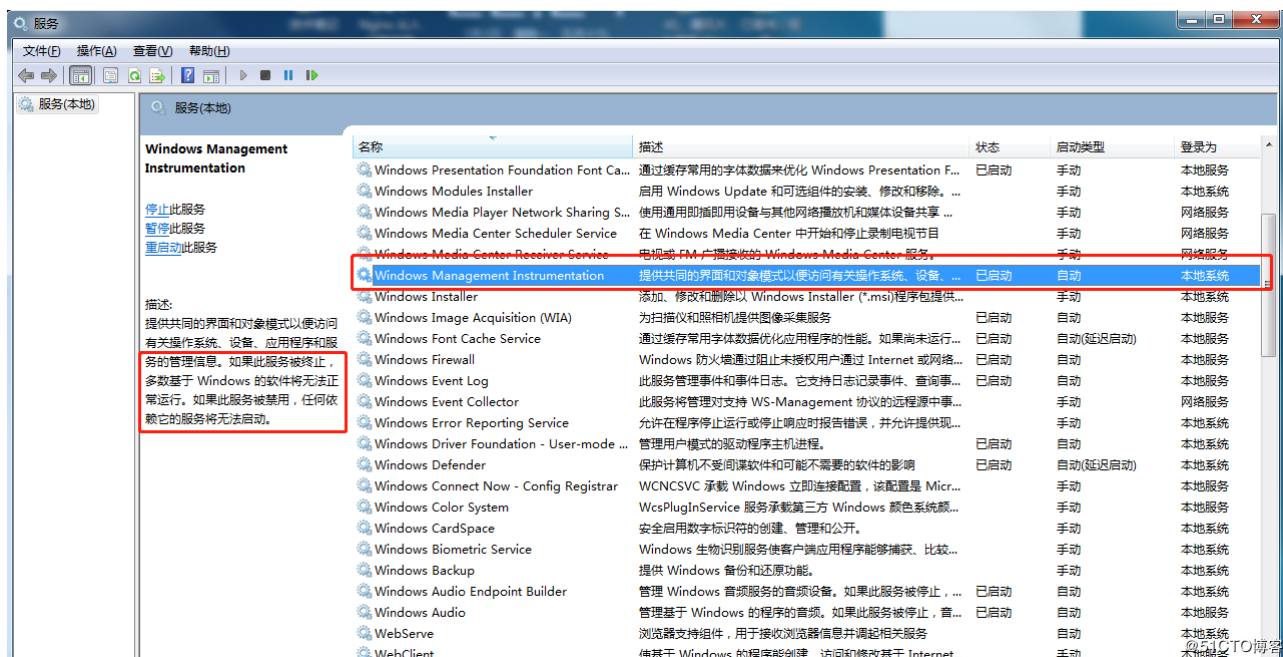 服务
文件(F) 操作(A) 查看(V) 帮助(H)
服务(本地)
服务(本地)
Windows Management
Instrumentation
停止此服务
暂停此服务
重启动此服务
描述:
提供共同的界面和对象模式以便访问
有关操作系统、设备、应用程序和服
务的管理信息。如果此服务被终止，
多数基于 Windows 的软件将无法正
常运行。如果此服务被禁用，任何依
赖它的服务将无法启动。
名称 描述 状态 启动类型 登录为
Windows Presentation Foundation Font Ca... 通过缓存常用的字体数据来优化 Windows Presentation F... 已启动 手动 本地服务
Windows Modules Installer 启用 Windows Update 和可选组件的安装、修改和移除。... 手动 本地系统
Windows Media Player Network Sharing S... 使用通用即插即用设备与其他网络播放机和媒体设备共享 ... 手动 网络服务
Windows Media Center Scheduler Service 在 Windows Media Center 中开始和停止录制电视节目 手动 网络服务
Windows Media Center Receiver Service 电视或 FM 广播接收的 Windows Media Center 服务。 手动 网络服务
Windows Management Instrumentation 提供共同的界面和对象模式以便访问有关操作系统、设备、... 已启动 自动 本地系统
Windows Installer 添加、修改和删除以 Windows Installer (*.msi)程序包提供... 手动 本地系统
Windows Image Acquisition (WIA) 为扫描仪和照相机提供图像采集服务 已启动 自动 本地服务
Windows Font Cache Service 通过缓存常用字体数据优化应用程序的性能。如果尚未运行... 已启动 自动(延迟启动) 本地服务
Windows Firewall Windows 防火墙通过阻止未授权用户通过 Internet 或网络... 已启动 自动 本地服务
Windows Event Log 此服务管理事件和事件日志。它支持日志记录事件、查询事... 已启动 自动 本地服务
Windows Event Collector 此服务将管理对支持 WS-Management 协议的远程源中事... 手动 网络服务
Windows Error Reporting Service 允许在程序停止运行或停止响应时报告错误，并允许提供现... 手动 本地系统
Windows Driver Foundation - User-mode ... 管理用户模式的驱动程序主机进程。 已启动 自动 本地系统
Windows Defender 保护计算机不受间谍软件和可能不需要的软件的影响 已启动 自动(延迟启动) 本地系统
Windows Connect Now - Config Registrar WCNCSVC 承载 Windows 立即连接配置，该配置是 Micr... 手动 本地服务
Windows Color System WcsPlugInService 服务承载第三方 Windows 颜色系统颜... 手动 本地服务
Windows CardSpace 安全启用数字标识符的创建、管理和公开。 手动 本地系统
Windows Biometric Service Windows 生物识别服务使客户端应用程序能够捕获、比较... 手动 本地系统
Windows Backup 提供 Windows 备份和还原功能。 手动 本地系统
Windows Audio Endpoint Builder 管理 Windows 音频服务的音频设备。如果此服务被停止，... 已启动 自动 本地系统
Windows Audio 管理基于 Windows 的程序的音频。如果此服务被停止，音... 已启动 自动 本地服务
WebServe 浏览器支持组件，用于接收浏览器信息并调起相关服务 自动 本地系统
WebClient 使基于 Windows 的程序能创建、访问和修改基于 Internet 手动 本地服务
@51CTO博客